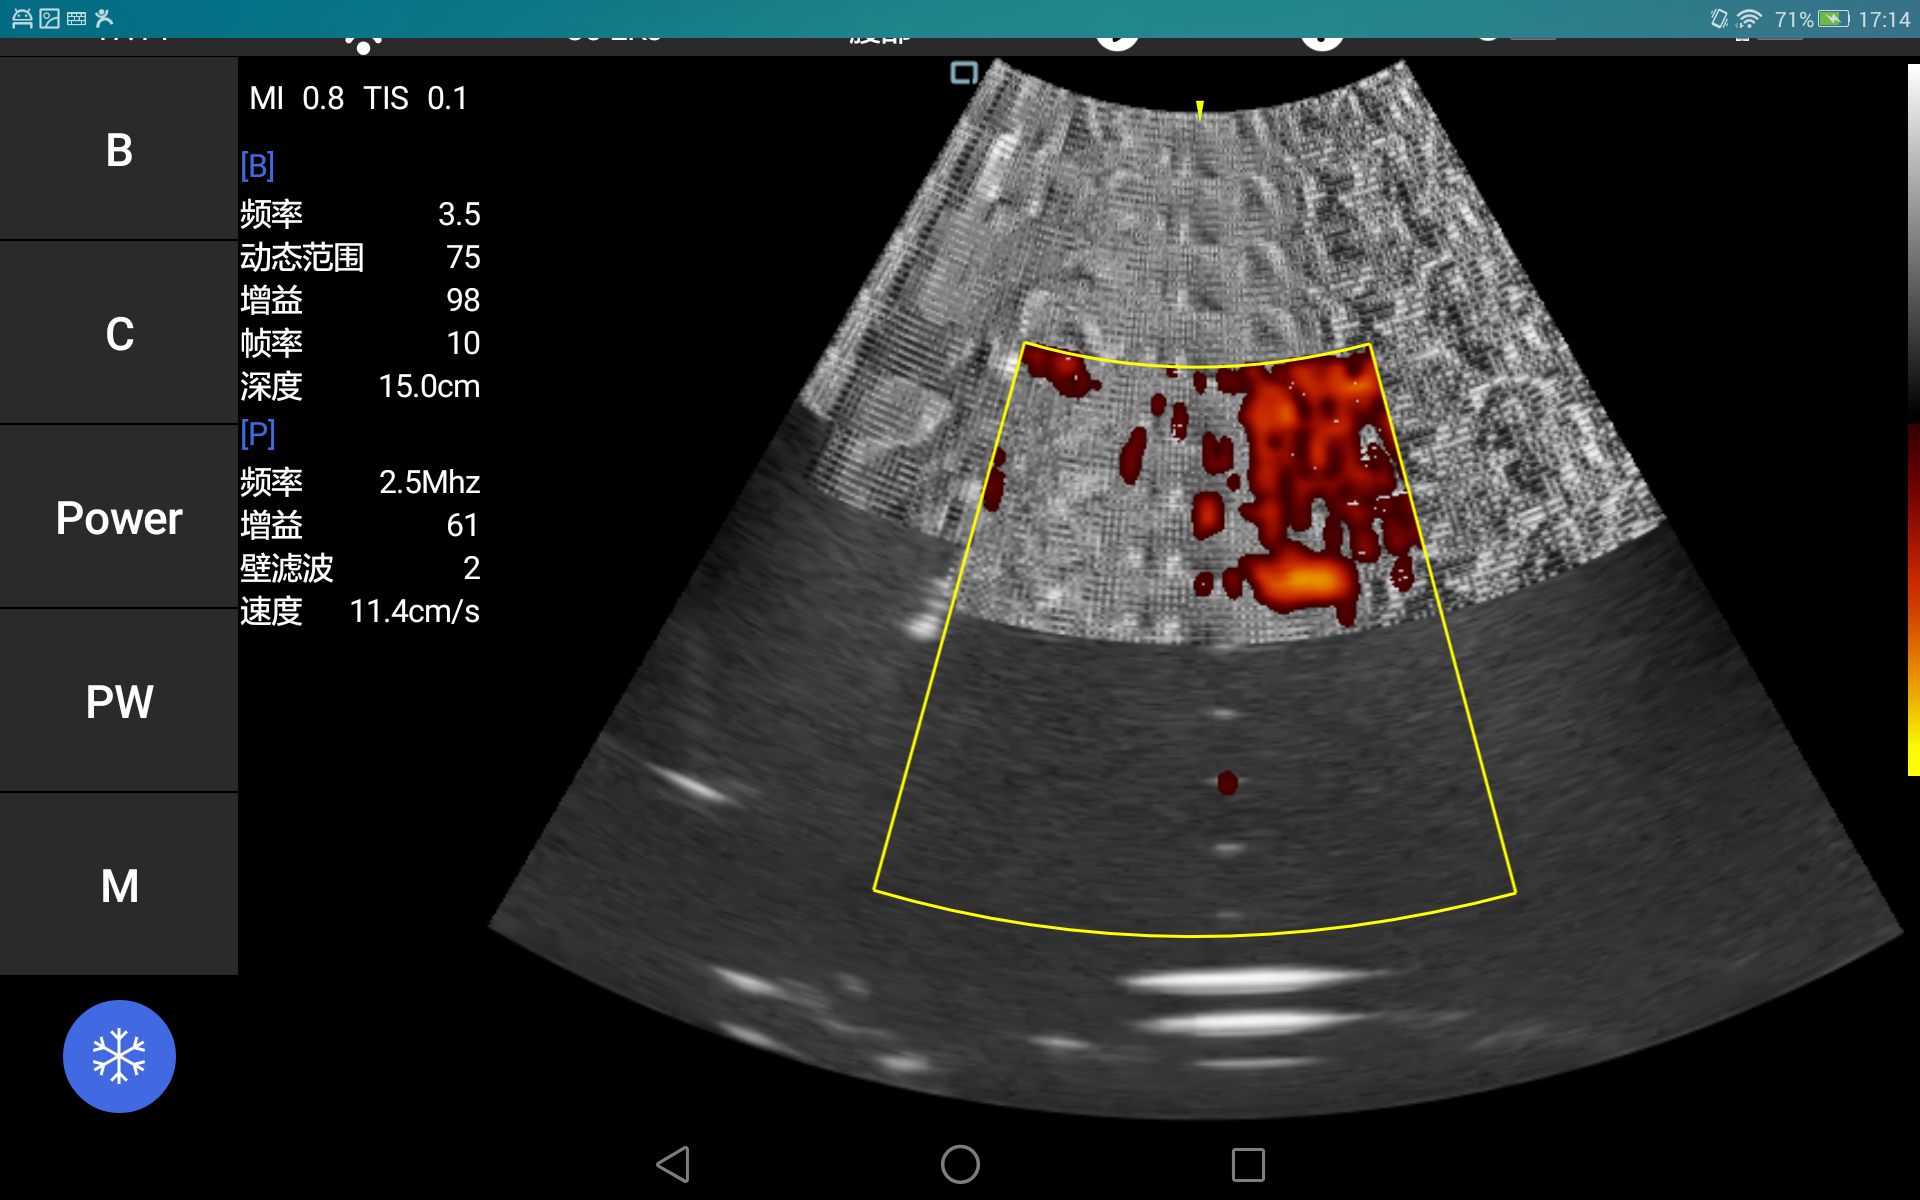 71% 17:14
MI 0.8 TIS 0.1
B
[B]
频率 3.5
动态范围 75
增益 98
帧率 10
深度 15.0cm
C
[P]
频率 2.5Mhz
增益 61
壁滤波 2
速度 11.4cm/s
Power
PW
M